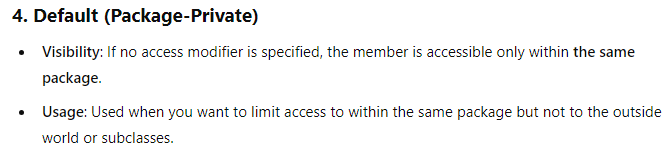 4. Default (Package-Private)
• Visibility: If no access modifier is specified, the member is accessible only within the same
package.
• Usage: Used when you want to limit access to within the same package but not to the outside
world or subclasses.